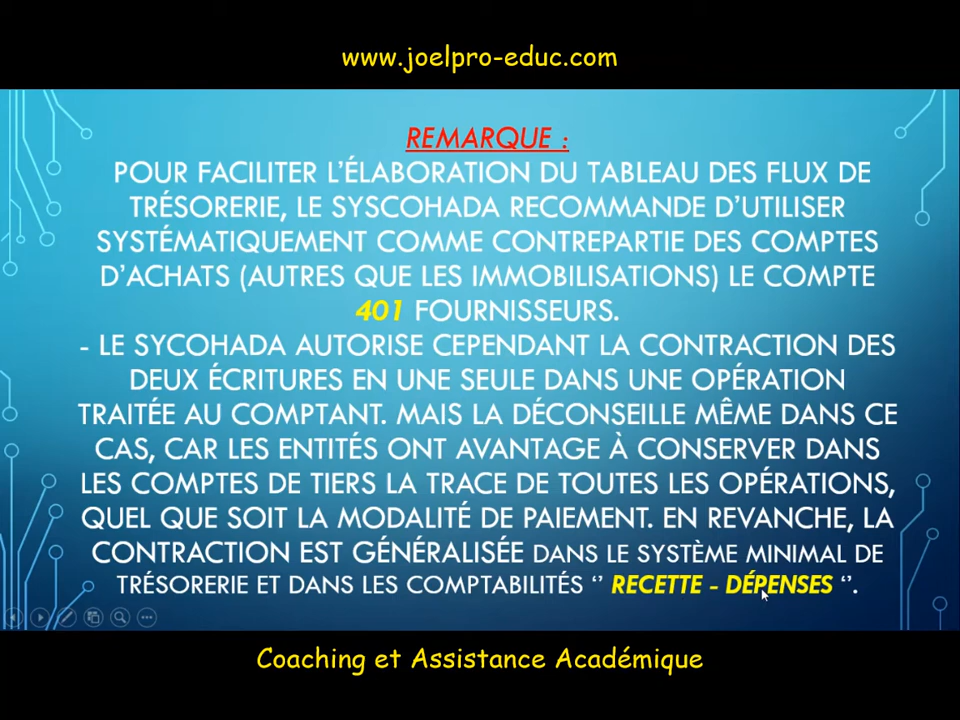 www.joelpro-educ.com
REMARQUE :
POUR FACILITER L'ÉLABORATION DU TABLEAU DES FLUX DE
TRÉSORERIE, LE SYSCOHADA RECOMMANDE D'UTILISER
SYSTÉMATIQUEMENT COMME CONTREPARTIE DES COMPTES
D'ACHATS (AUTRES QUE LES IMMOBILISATIONS) LE COMPTE
401 FOURNISSEURS.
- LE SYCOHADA AUTORISE CEPENDANT LA CONTRACTION DES
DEUX ÉCRITURES EN UNE SEULE DANS UNE OPÉRATION
TRAITÉE AU COMPTANT. MAIS LA DÉCONSEILLE MÊME DANS CE
CAS, CAR LES ENTITÉS ONT AVANTAGE À CONSERVER DANS
LES COMPTES DE TIERS LA TRACE DE TOUTES LES OPÉRATIONS,
QUEL QUE SOIT LA MODALITÉ DE PAIEMENT. EN REVANCHE, LA
CONTRACTION EST GÉNÉRALISÉE DANS LE SYSTÈME MINIMAL DE
TRÉSORERIE ET DANS LES COMPTABILITÉS '' RECETTE - DÉPENSES ''.
Coaching et Assistance Académique